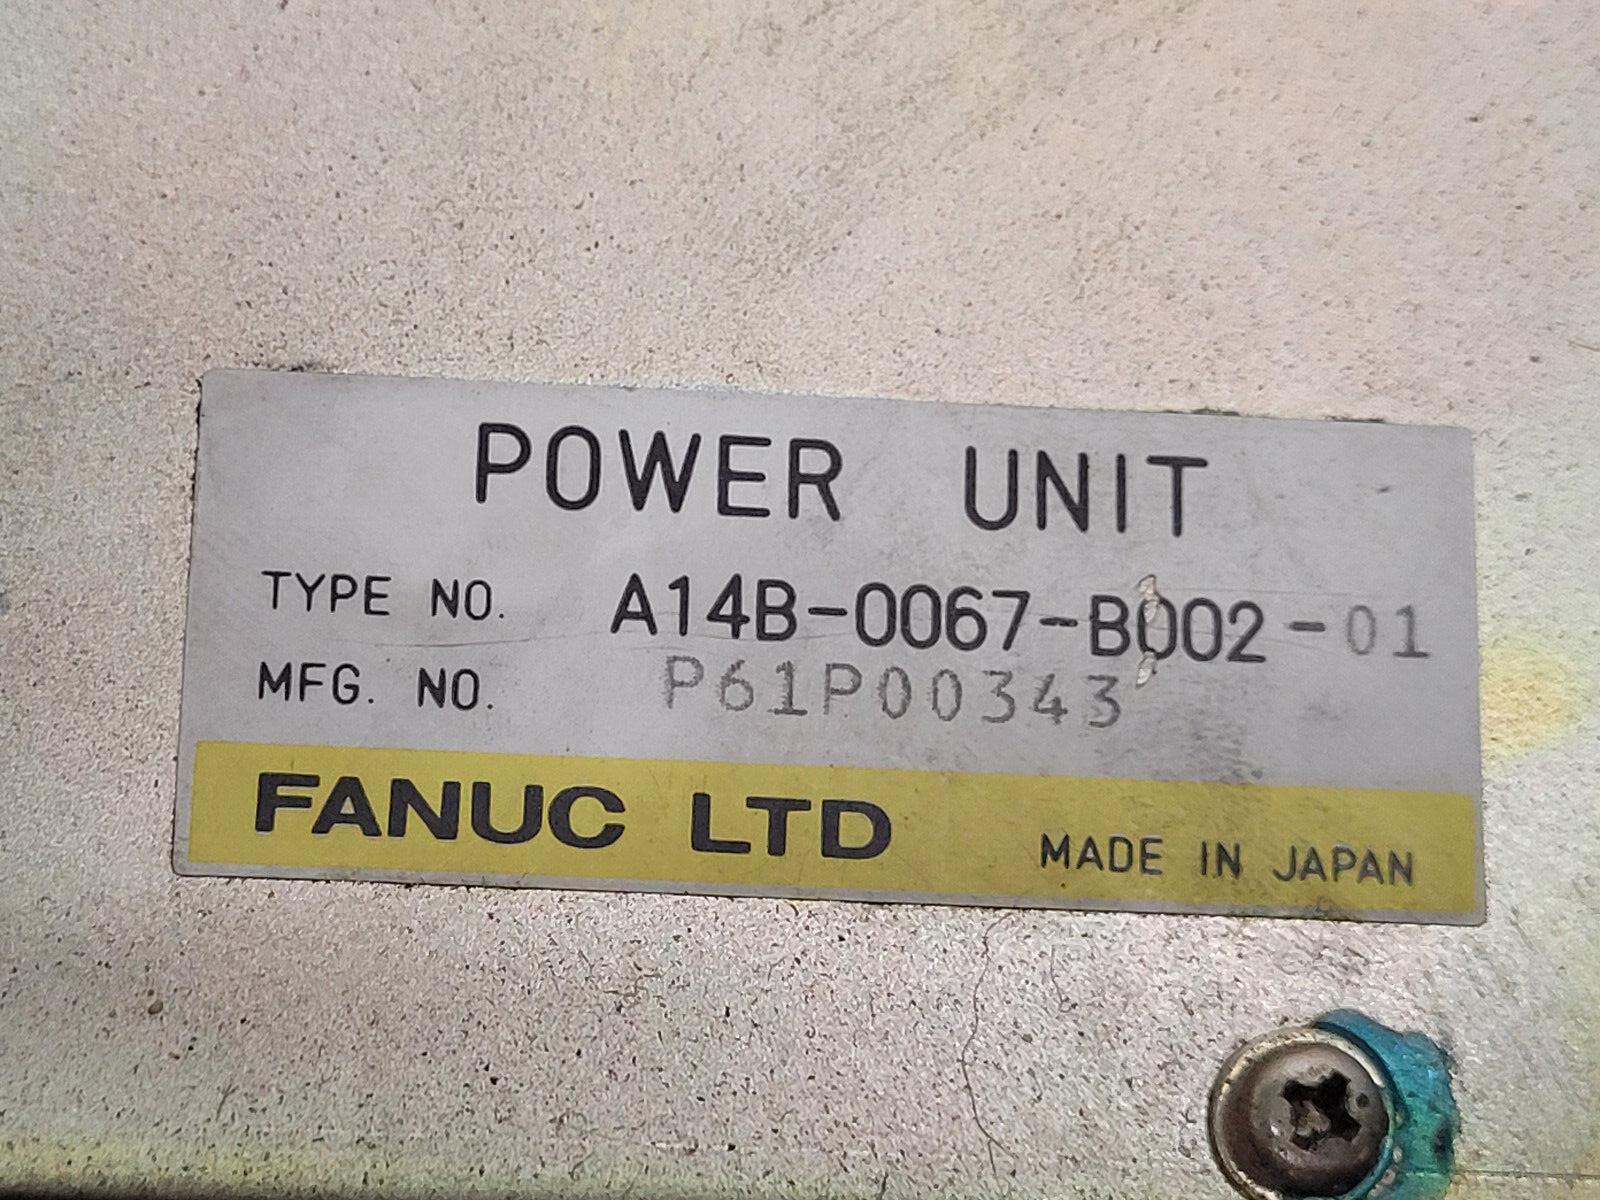 POWER UNIT
TYPE NO. A14B-0067-B002-01
MFG. NO. P61P00343
FANUC LTD MADE IN JAPAN